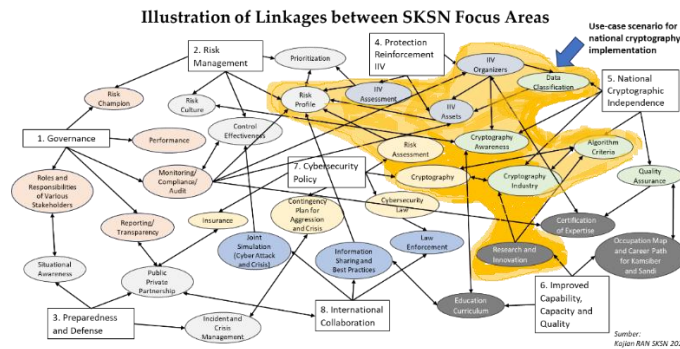 Illustration of Linkages between SKSN Focus Areas
Use-case scenario for
national cryptography
implementation
2. Risk
Management
Prioritization
4. Protection
Reinforcement
IIV
IIV
Organizers
Data
Classification
5. National
Cryptographic
Independence
Risk
Champion
Risk
Culture
Risk
Profile
IIV
Assessment
IIV
Assets
1. Governance
Performance
Control
Effectiveness
Cryptography
Awareness
Algorithm
Criteria
Risk
Assessment
Roles and
Responsibilities
of Various
Stakeholders
Monitoring/
Compliance/
Audit
7. Cybersecurity
Policy
Cryptography
Cryptography
Industry
Quality
Assurance
Reporting/
Transparency
Insurance
Contingency
Plan for
Aggression
and Crisis
Cybersecurity
Law
Certification
of Expertise
Situational
Awareness
Public
Private
Partnership
Joint
Simulation
(Cyber Attack
and Crisis)
Information
Sharing and
Best Practices
Law
Enforcement
Research and
Innovation
Occupation Map
and Career Path
for Kamsiber
and Sandi
3. Preparedness
and Defense
Incident and
Crisis
Management
8. International
Collaboration
Education
Curriculum
6. Improved
Capability,
Capacity and
Quality
Sumber:
Kajian RAN SKSN